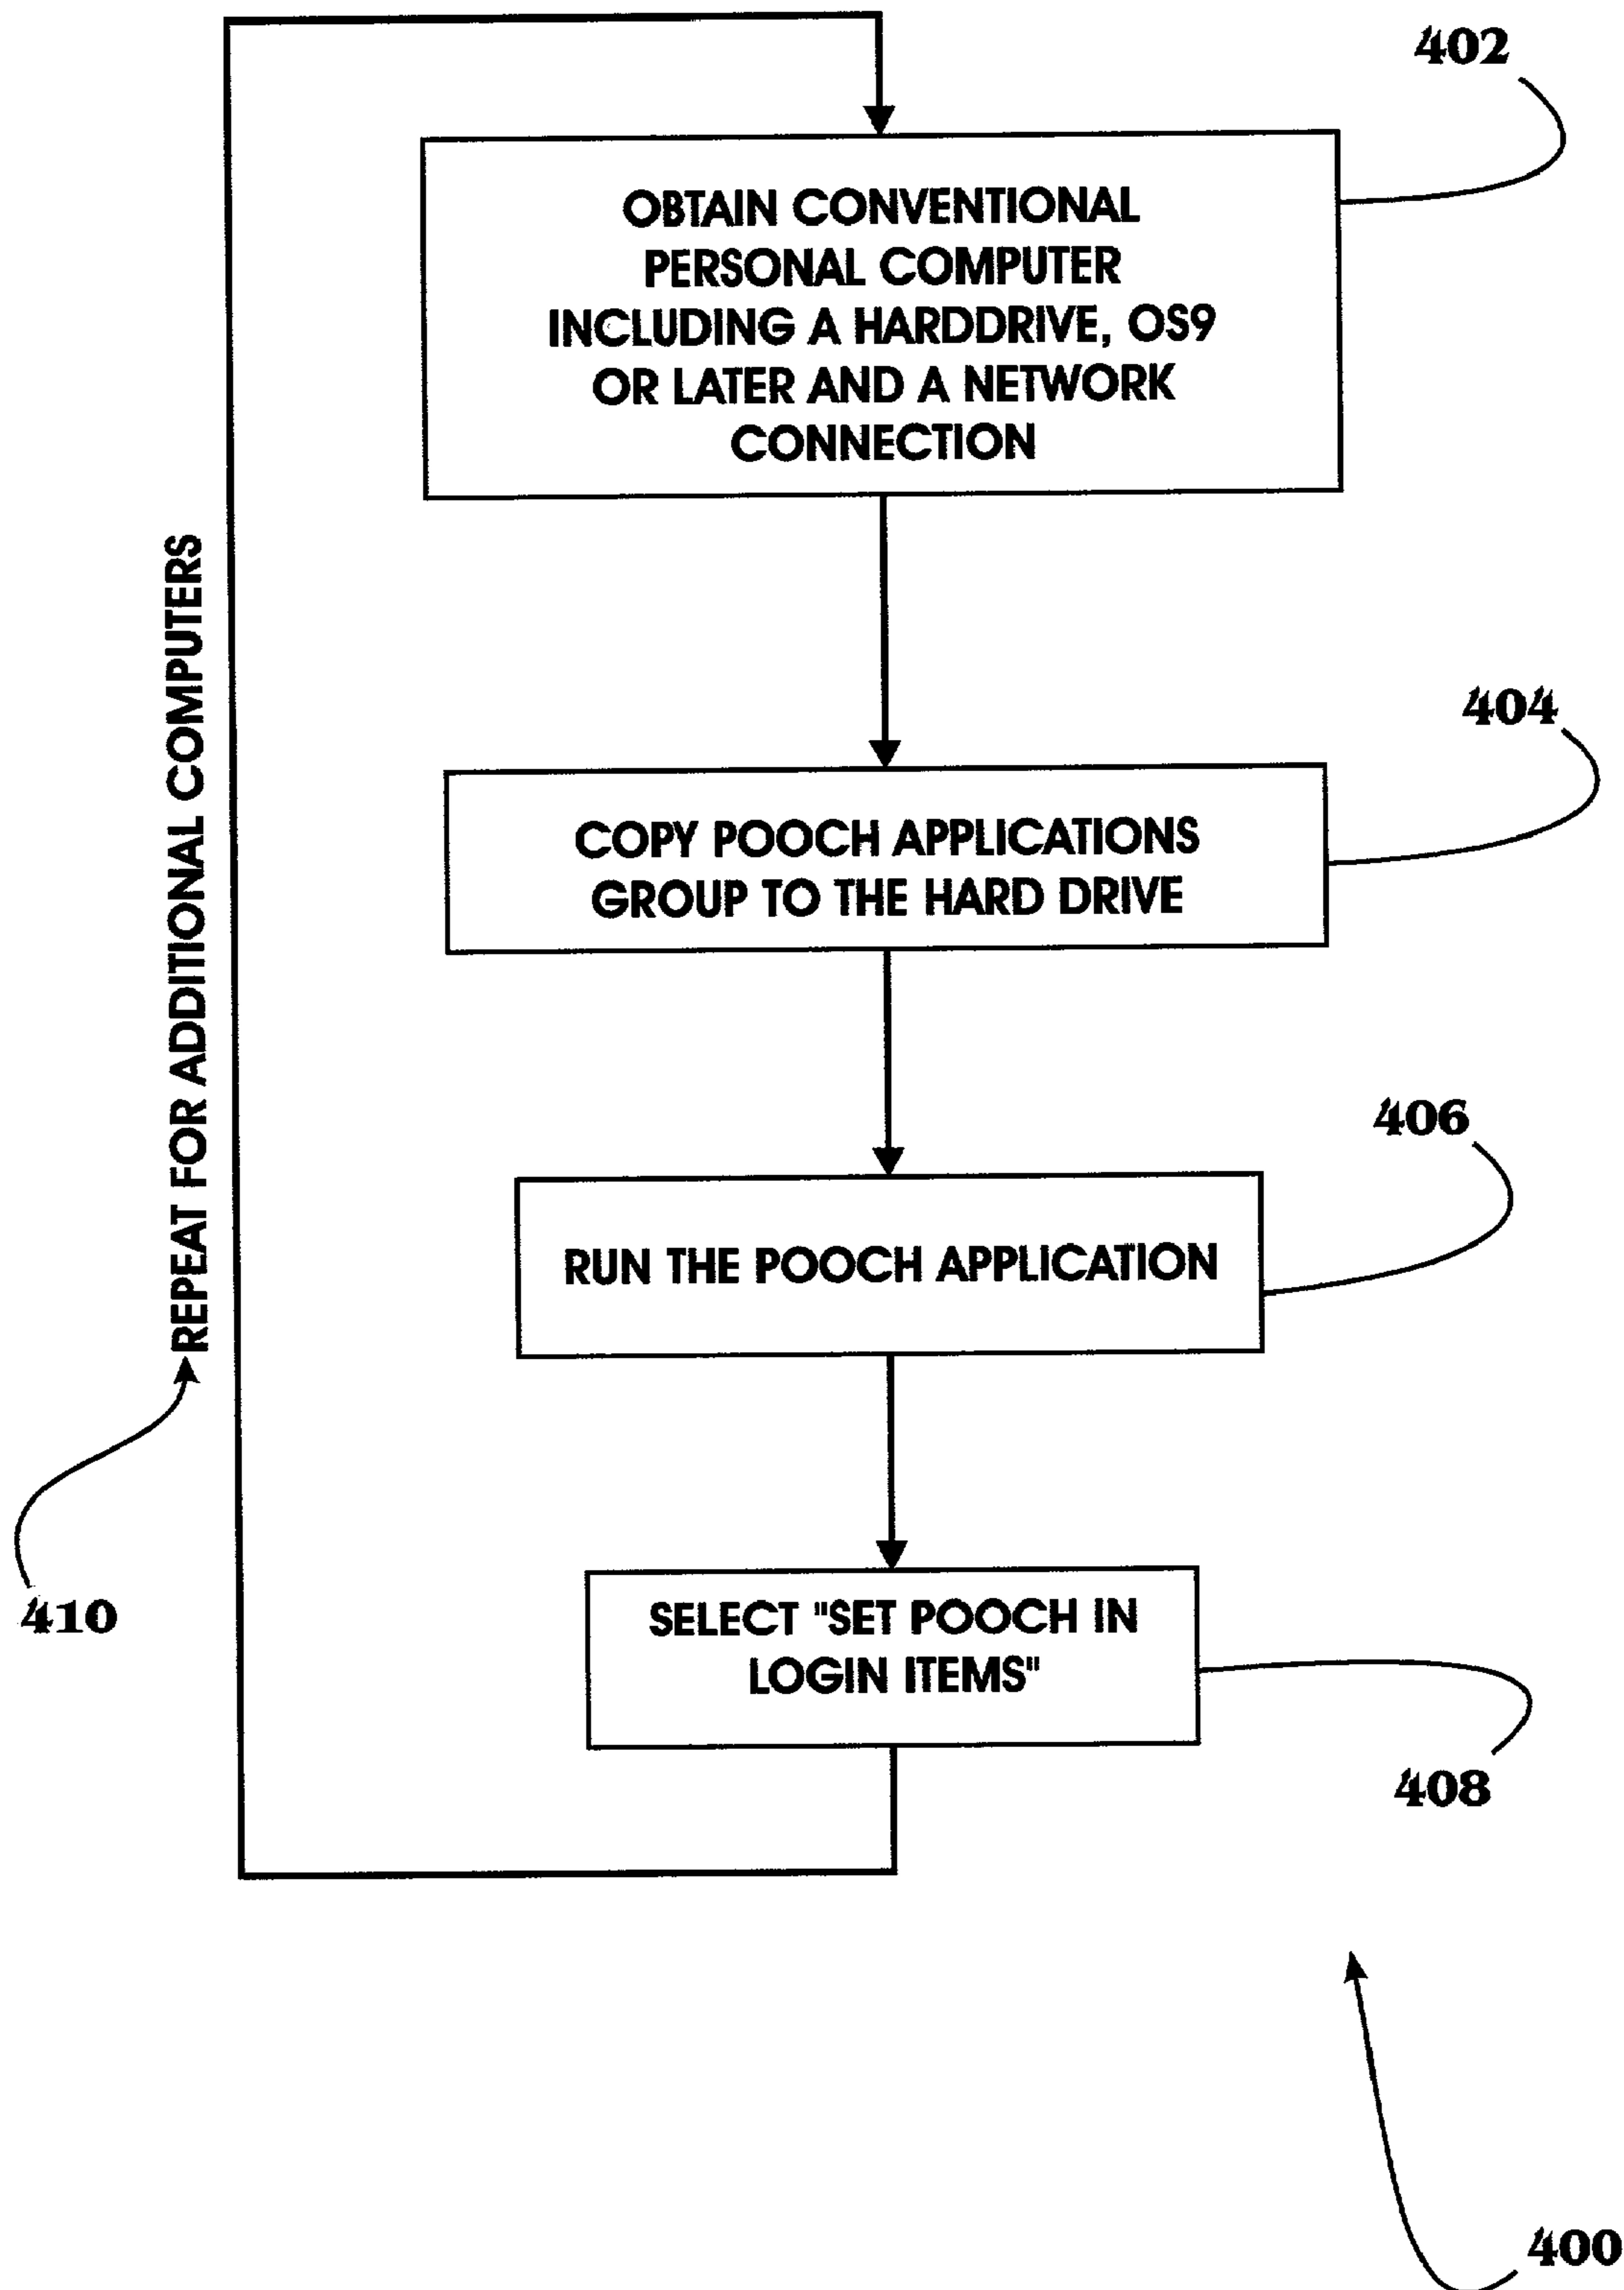 402
OBTAIN CONVENTIONAL
PERSONAL COMPUTER
INCLUDING A HARDDRIVE, OS9
OR LATER AND A NETWORK
CONNECTION
404
COPY POOCH APPLICATIONS
GROUP TO THE HARD DRIVE
REPEAT FOR ADDITIONAL COMPUTERS
406
RUN THE POOCH APPLICATION
410
SELECT "SET POOCH IN
LOGIN ITEMS"
408
400